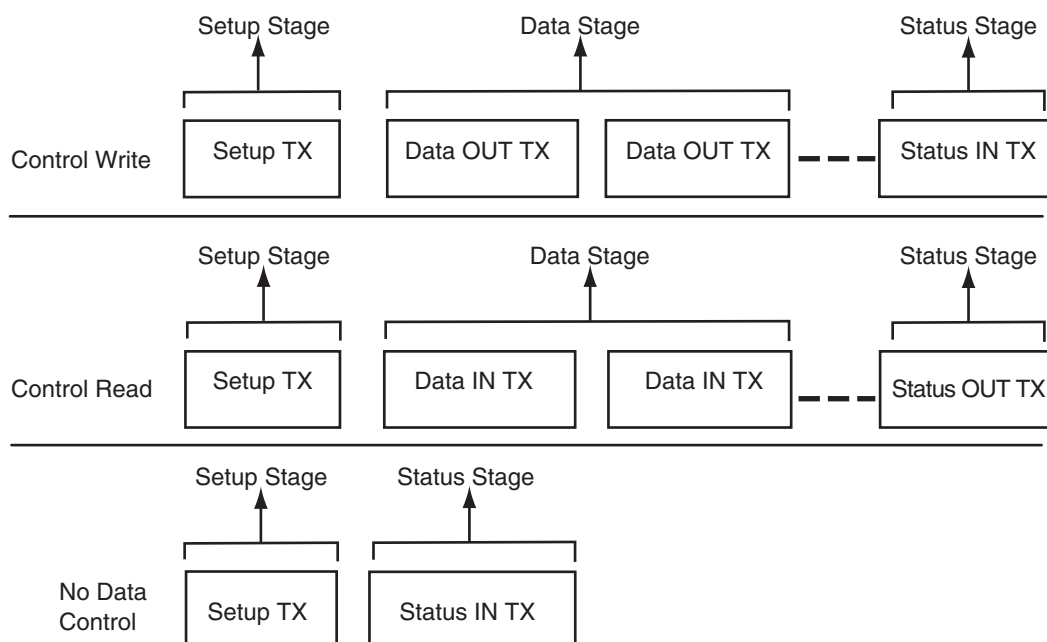 Setup Stage Data Stage Status Stage
Control Write Setup TX Data OUT TX Data OUT TX Status IN TX
Setup Stage Data Stage Status Stage
Control Read Setup TX Data IN TX Data IN TX Status OUT TX
Setup Stage Status Stage
No Data
Control Setup TX Status IN TX